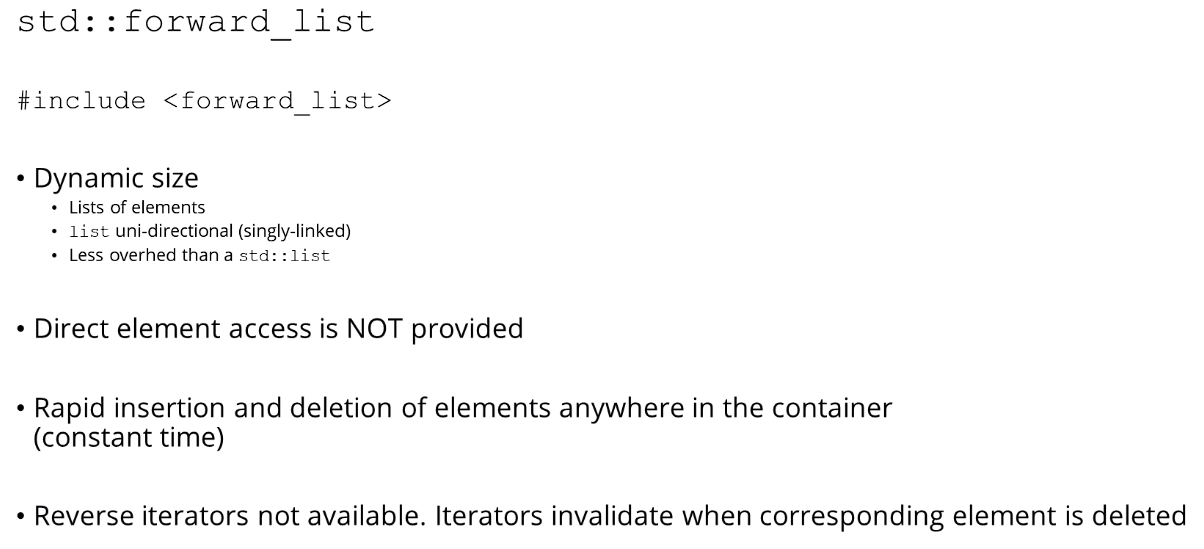 std::forward_list
#include <forward_list>
• Dynamic size
• Lists of elements
• list uni-directional (singly-linked)
• Less overhed than a std::list
• Direct element access is NOT provided
• Rapid insertion and deletion of elements anywhere in the container
(constant time)
• Reverse iterators not available. Iterators invalidate when corresponding element is deleted